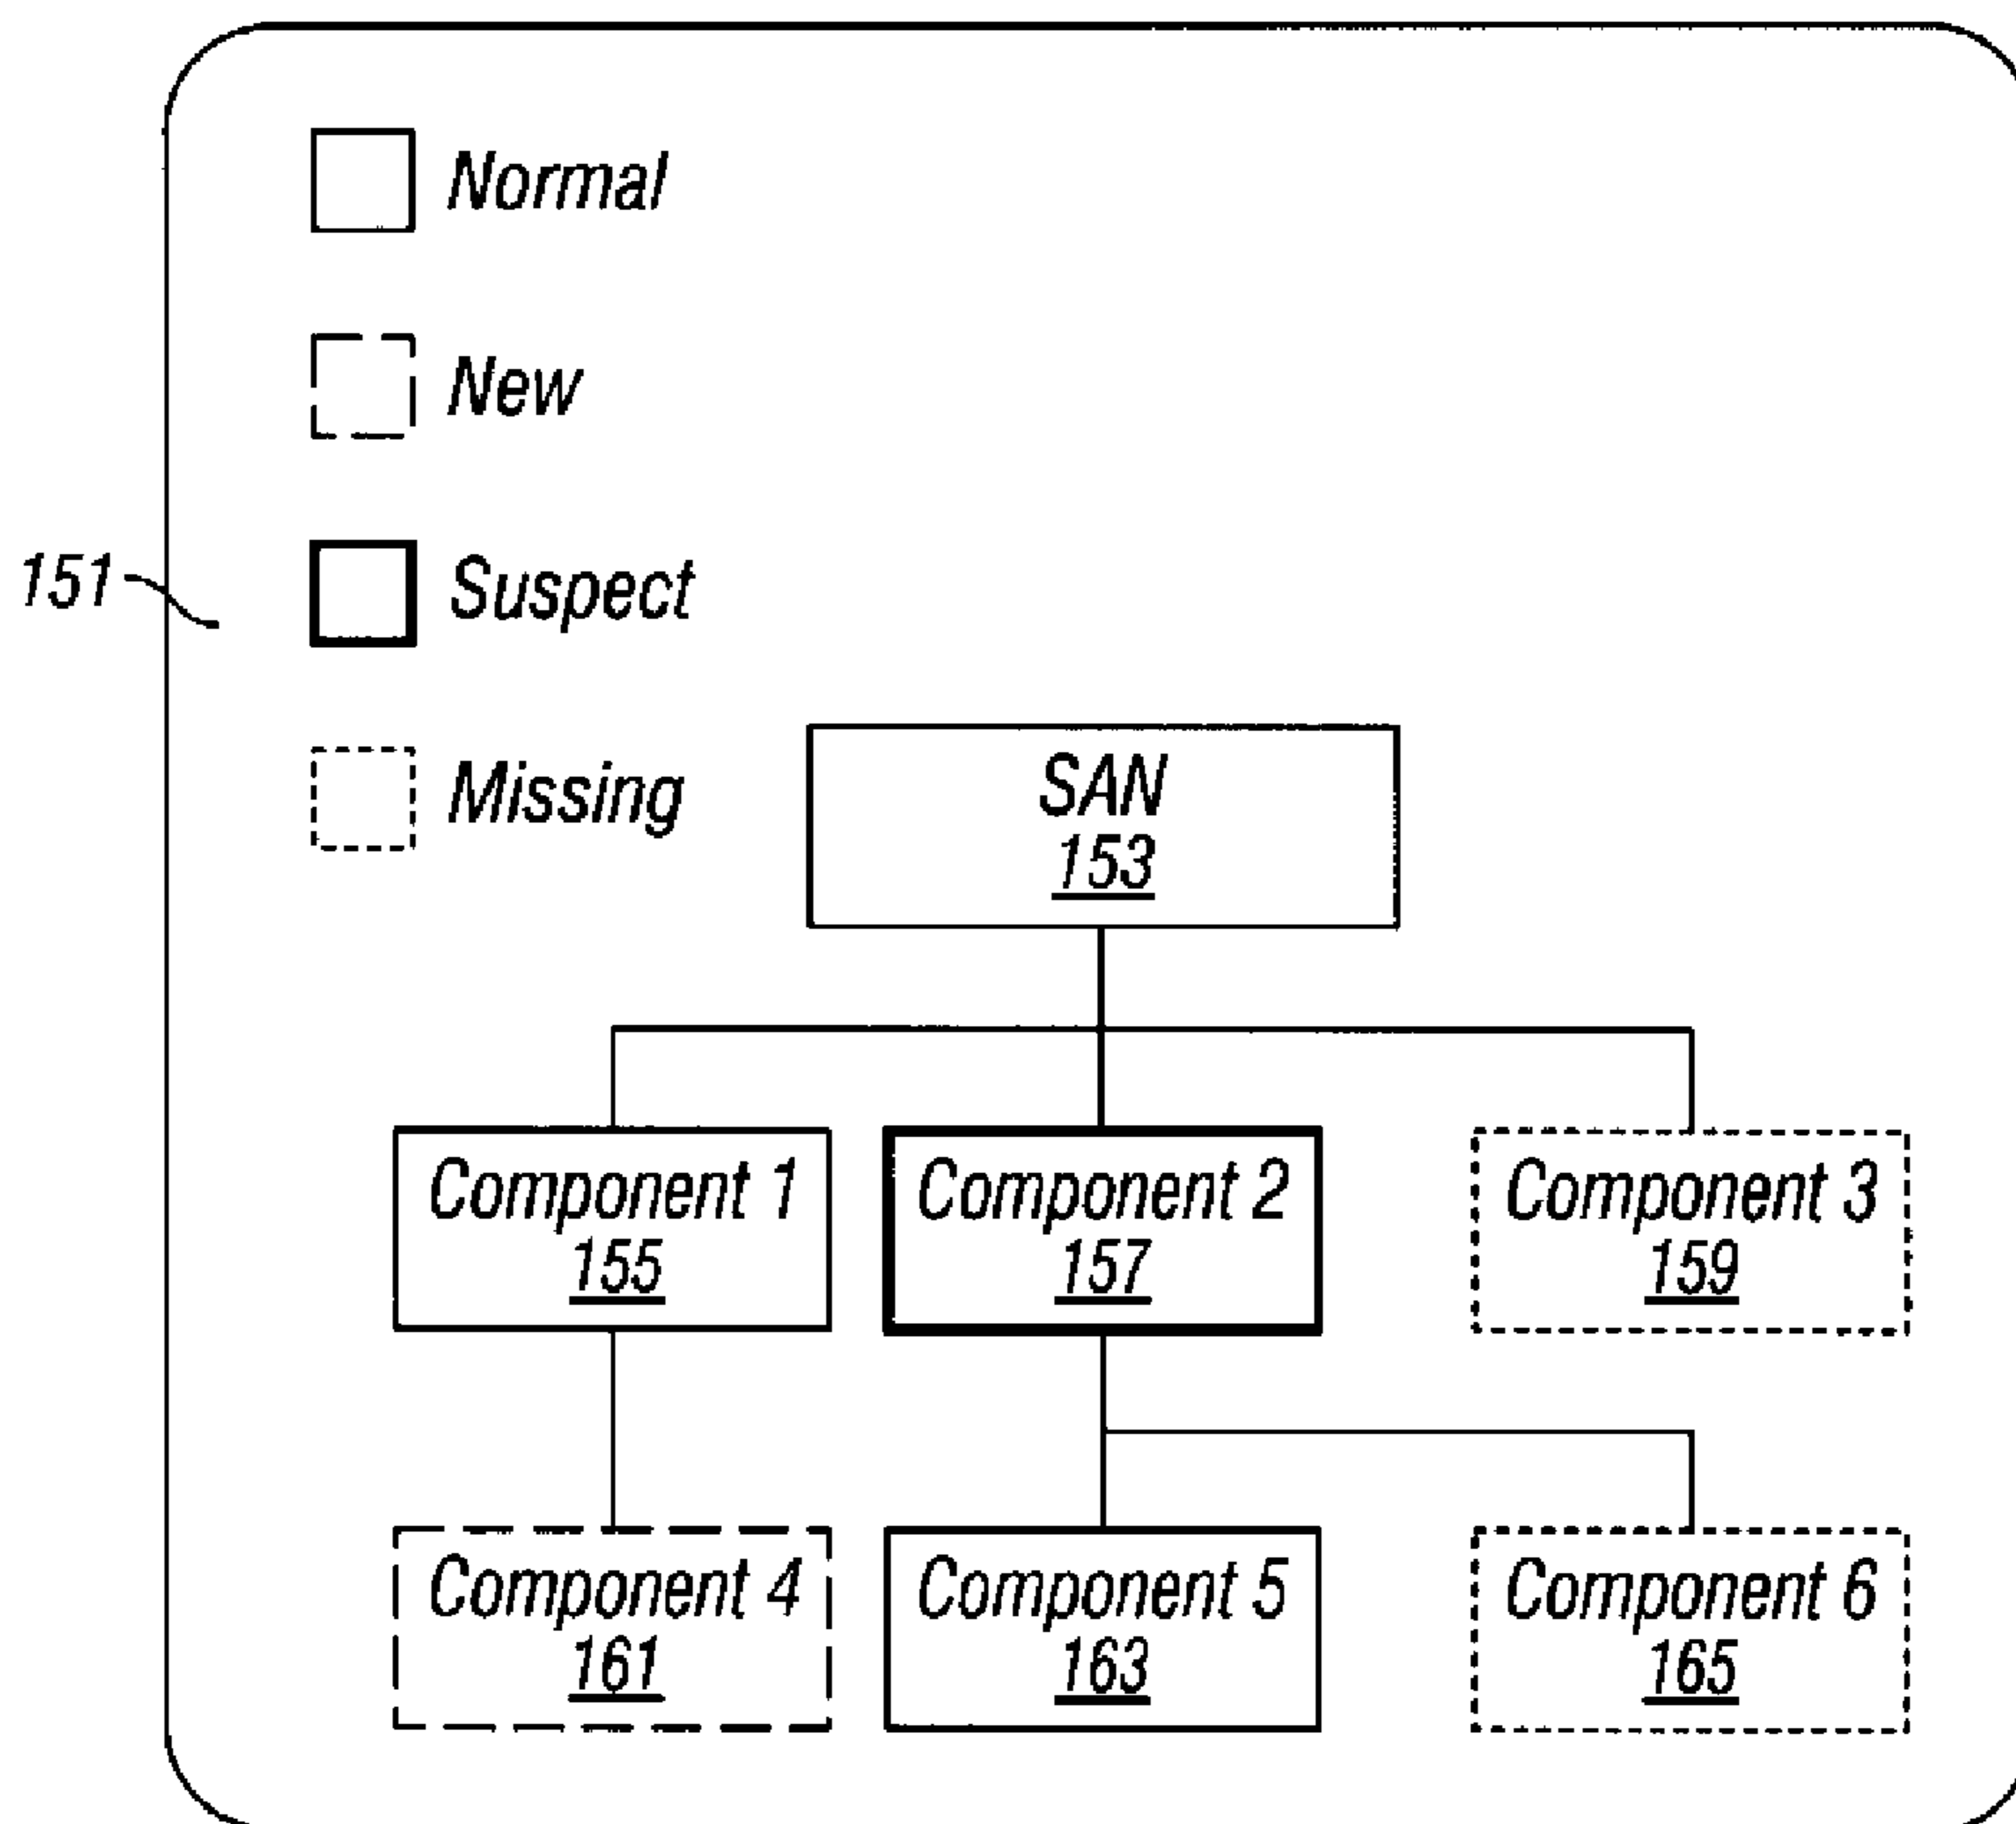 Normal
New
151
Suspect
Missing
SAN
153
Component 1
155
Component 2
157
Component 3
159
Component 4
161
Component 5
163
Component 6
165